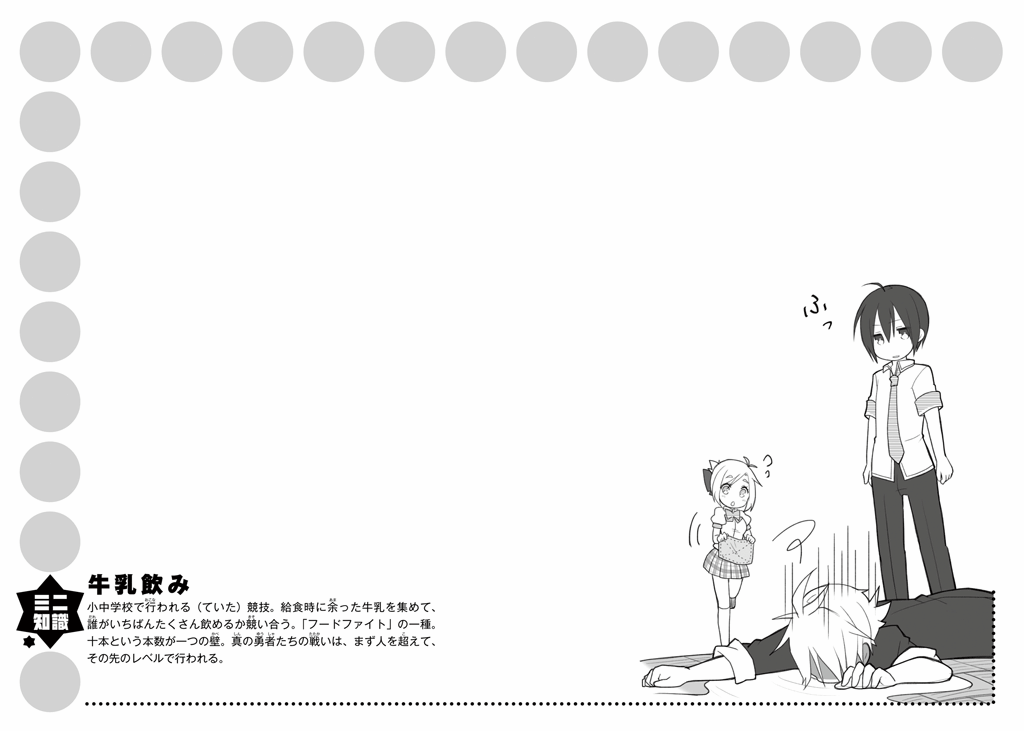 ふっ
ミニ知識
牛乳飲み
小中学校で行われる（ていた）競技。給食時に余った牛乳を集めて、
誰がいちばんたくさん飲めるか競い合う。「フードファイト」の一種。
十本という本数が一つの壁。真の勇者たちの戦いは、まず人を超えて、
その先のレベルで行われる。